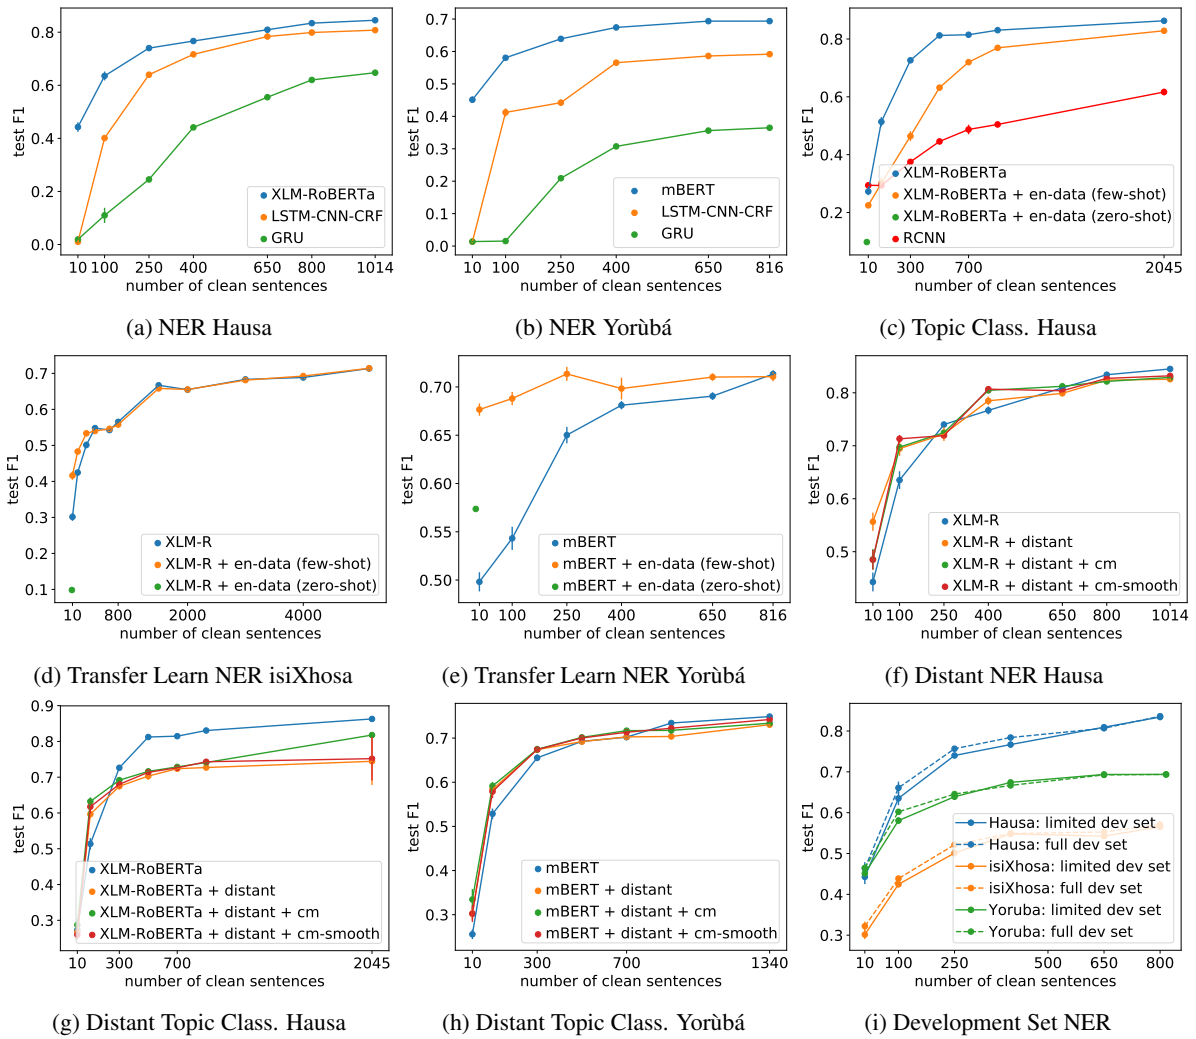 test F1
0.8
0.6
0.4
0.2
0.0
XLM-RoBERTa
LSTM-CNN-CRF
GRU
10 100 250 400 650 800 1014
number of clean sentences
(a) NER Hausa
test F1
0.7
0.6
0.5
0.4
0.3
0.2
0.1
0.0
mBERT
LSTM-CNN-CRF
GRU
10 100 250 400 650 816
number of clean sentences
(b) NER Yorùbá
test F1
0.8
0.6
0.4
0.2
XLM-RoBERTa
XLM-RoBERTa + en-data (few-shot)
XLM-RoBERTa + en-data (zero-shot)
RCNN
10 300 700 2045
number of clean sentences
(c) Topic Class. Hausa
test F1
0.7
0.6
0.5
0.4
0.3
0.2
0.1
XLM-R
XLM-R + en-data (few-shot)
XLM-R + en-data (zero-shot)
10 800 2000 4000
number of clean sentences
(d) Transfer Learn NER isiXhosa
test F1
0.70
0.65
0.60
0.55
0.50
mBERT
mBERT + en-data (few-shot)
mBERT + en-data (zero-shot)
10 100 250 400 650 816
number of clean sentences
(e) Transfer Learn NER Yorùbá
test F1
0.8
0.7
0.6
0.5
XLM-R
XLM-R + distant
XLM-R + distant + cm
XLM-R + distant + cm-smooth
10 100 250 400 650 800 1014
number of clean sentences
(f) Distant NER Hausa
test F1
0.9
0.8
0.7
0.6
0.5
0.4
0.3
XLM-RoBERTa
XLM-RoBERTa + distant
XLM-RoBERTa + distant + cm
XLM-RoBERTa + distant + cm-smooth
10 300 700 2045
number of clean sentences
(g) Distant Topic Class. Hausa
test F1
0.7
0.6
0.5
0.4
0.3
mBERT
mBERT + distant
mBERT + distant + cm
mBERT + distant + cm-smooth
10 300 700 1340
number of clean sentences
(h) Distant Topic Class. Yorùbá
test F1
0.8
0.7
0.6
0.5
0.4
0.3
Hausa: limited dev set
Hausa: full dev set
isiXhosa: limited dev set
isiXhosa: full dev set
Yoruba: limited dev set
Yoruba: full dev set
10 100 250 500 650 800
number of clean sentences
(i) Development Set NER